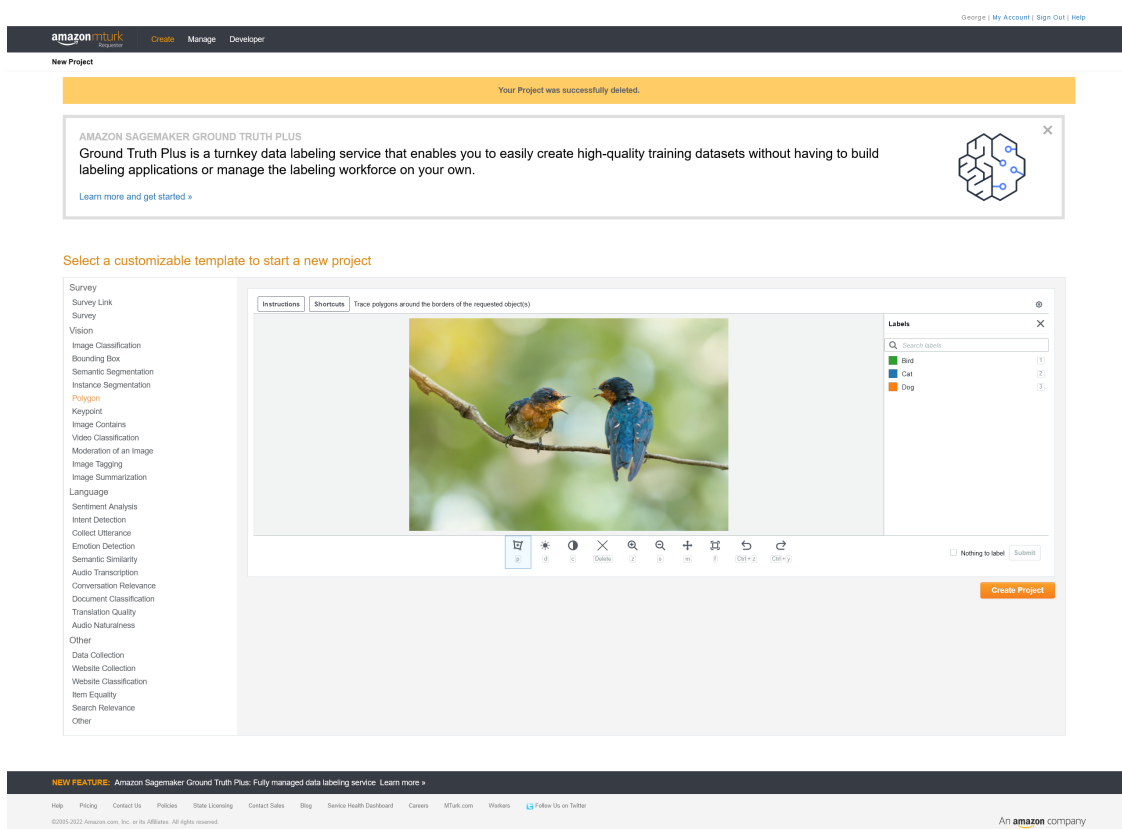 George | My Account | Sign Out | Help
amazonmturk
Requester
Create Manage Developer
New Project
Your Project was successfully deleted.
AMAZON SAGEMAKER GROUND TRUTH PLUS
Ground Truth Plus is a turnkey data labeling service that enables you to easily create high-quality training datasets without having to build
labeling applications or manage the labeling workforce on your own.
Learn more and get started »
Select a customizable template to start a new project
Survey
Survey Link
Survey
Vision
Image Classification
Bounding Box
Semantic Segmentation
Instance Segmentation
Polygon
Keypoint
Image Contains
Video Classification
Moderation of an Image
Image Tagging
Image Summarization
Language
Sentiment Analysis
Intent Detection
Collect Utterance
Emotion Detection
Semantic Similarity
Audio Transcription
Conversation Relevance
Document Classification
Translation Quality
Audio Naturalness
Other
Data Collection
Website Collection
Website Classification
Item Equality
Search Relevance
Other
Instructions Shortcuts Trace polygons around the borders of the requested object(s)
Labels
Search labels
Bird 1
Cat 2
Dog 3
p d c Delete z o m f Ctrl+z Ctrl+y
Nothing to label Submit
Create Project
NEW FEATURE: Amazon Sagemaker Ground Truth Plus: Fully managed data labeling service Learn more »
Help Pricing Contact Us Policies State Licensing Contact Sales Blog Service Health Dashboard Careers MTurk.com Workers Follow Us on Twitter
©2005-2022 Amazon.com, Inc. or its Affiliates. All rights reserved.
An amazon company